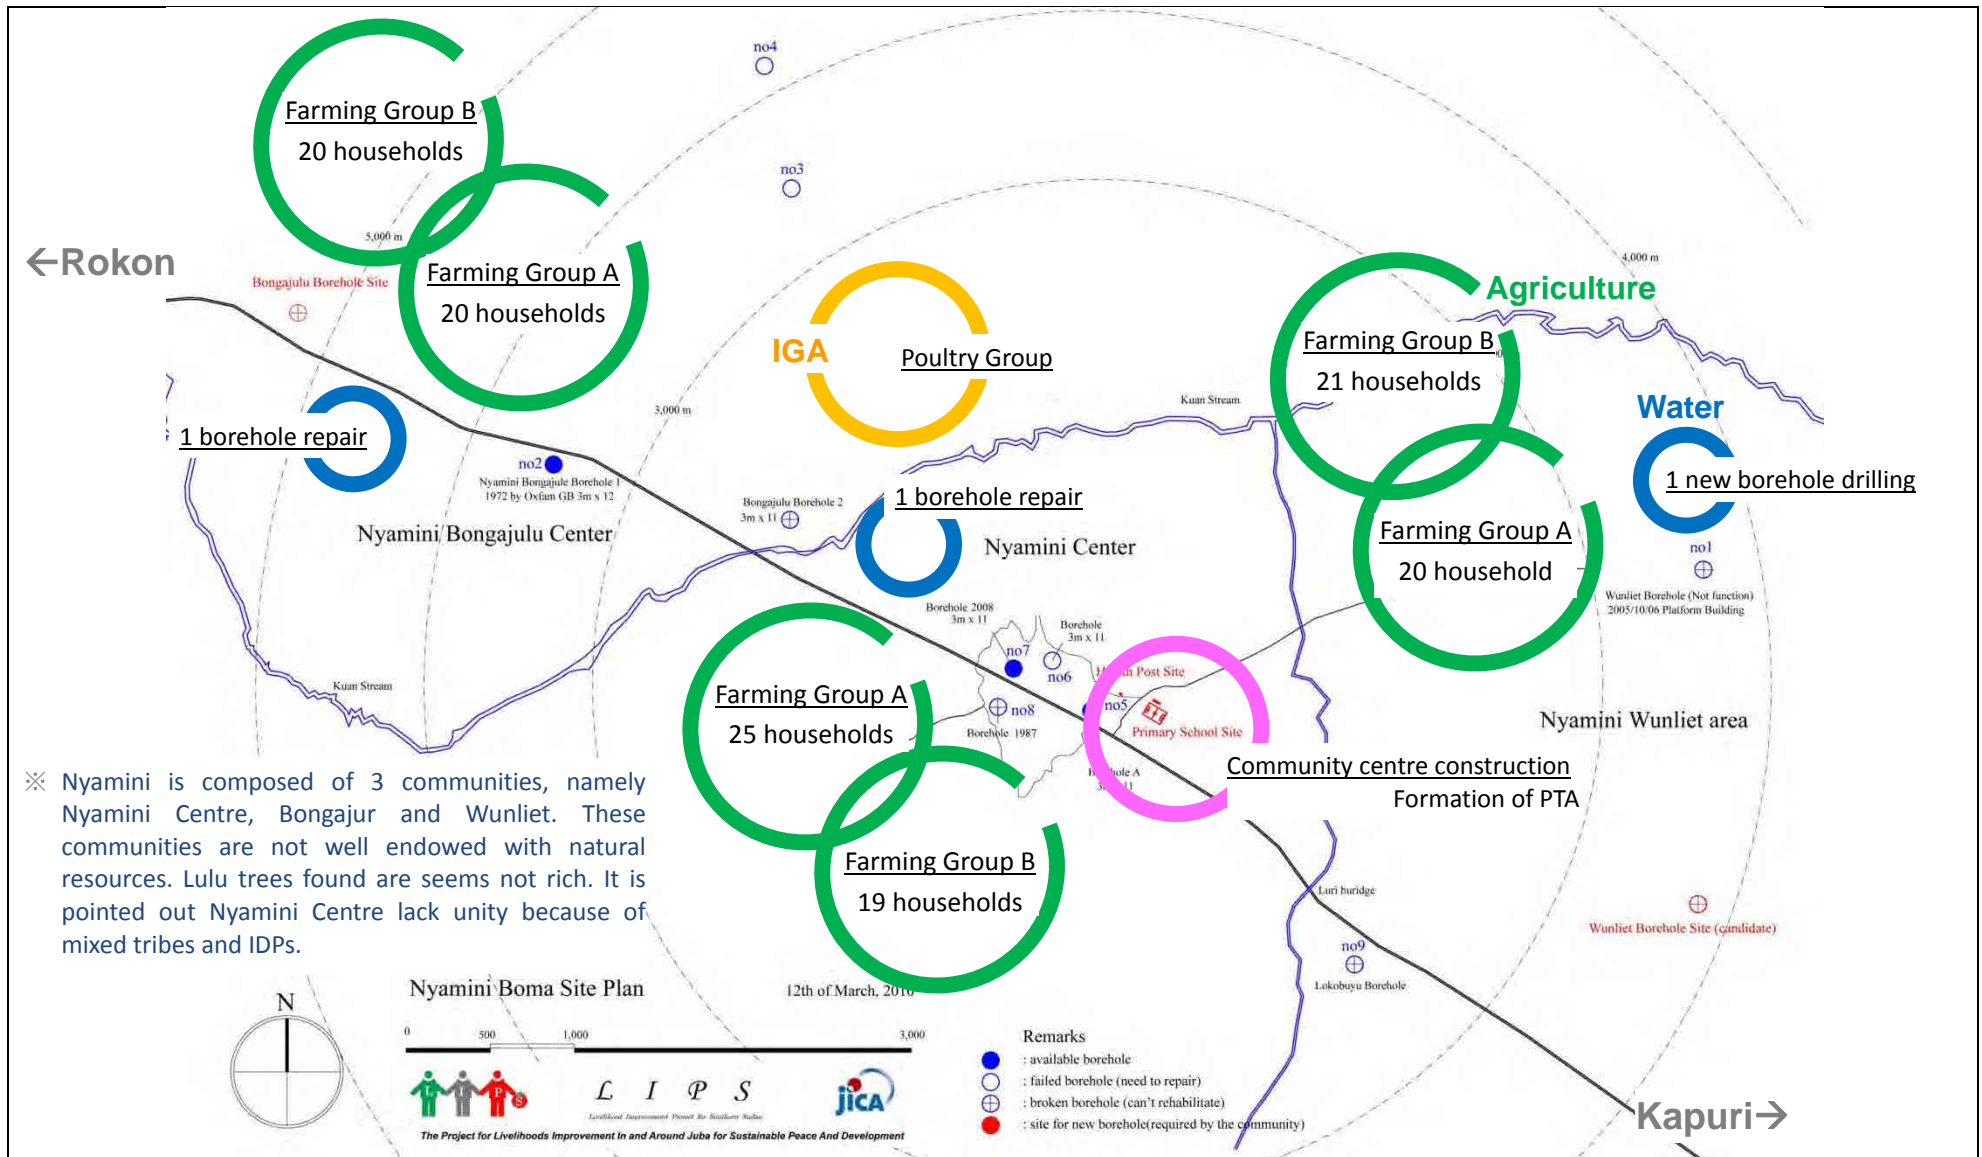 no4
Farming Group B
20 households
no3
5,000 m
←Rokon
Bongajulu Borehole Site
Farming Group A
20 households
4,000 m
Agriculture
IGA
Poultry Group
Farming Group B
21 households
Kuan Stream
3,000 m
Water
1 borehole repair
no2
Nyamini Bongajule Borehole 1
1972 by Oxfam GB 3m x 12
1 new borehole drilling
1 borehole repair
Bongajulu Borehole 2
3m x 11
Nyamini Bongajulu Center
Nyamini Center
Farming Group A
20 household
no1
Wunliet Borehole (Not function)
2005/10/06 Platform Building
Borehole 2008
3m x 11
Borehole
3m x 11
no7
no6
Post Site
Kuan Stream
Farming Group A
25 households
no8
no5
Borehole 1987
Primary School Site
Nyamini Wunliet area
Community centre construction
Formation of PTA
※ Nyamini is composed of 3 communities, namely
Nyamini Centre, Bongajur and Wunliet. These
communities are not well endowed with natural
resources. Lulu trees found are seems not rich. It is
pointed out Nyamini Centre lack unity because of
mixed tribes and IDPs.
Farming Group B
19 households
Luri buridge
Wunliet Borehole Site (candidate)
no9
Lokobuyu Borehole
N
Nyamini Boma Site Plan
12th of March, 2010
0 500 1,000 3,000
L I P S
jICA
The Project for Livelihoods Improvement In and Around Juba for Sustainable Peace And Development
Remarks
: available borehole
: failed borehole (need to repair)
: broken borehole (can't rehabilitate)
: site for new borehole(required by the community)
Kapuri→